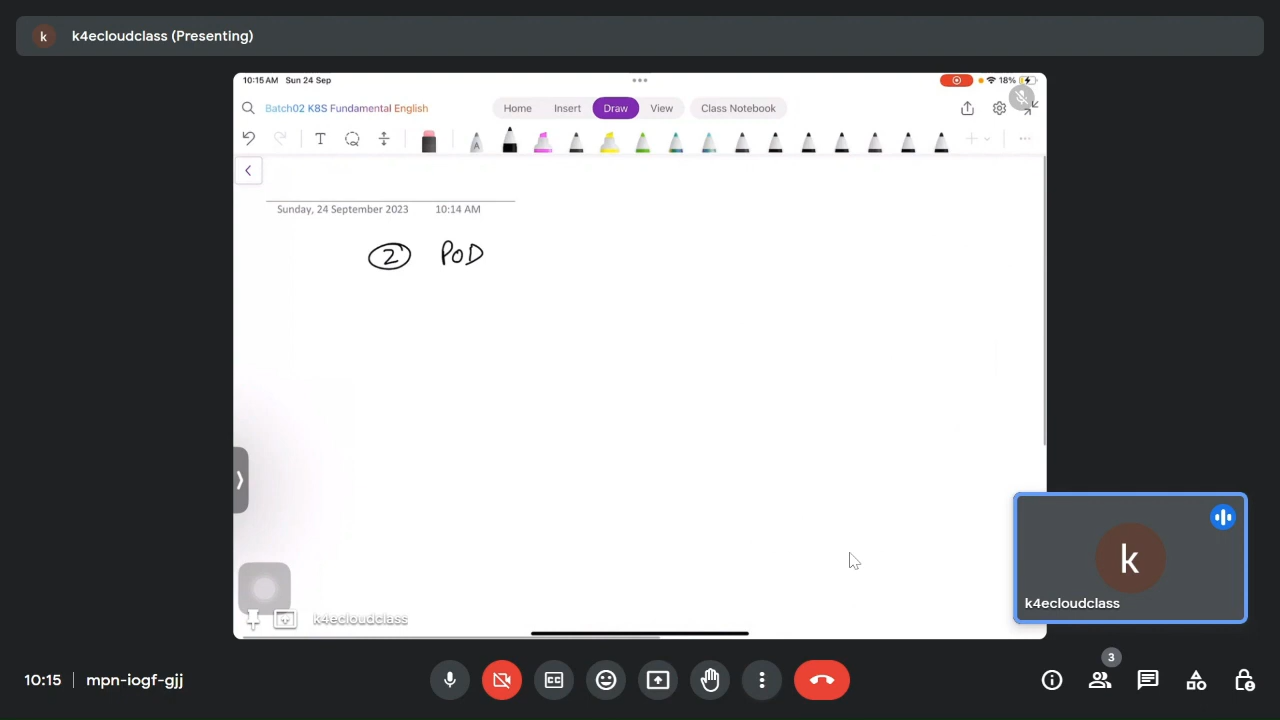 k k4ecloudclass (Presenting)
10:15 AM Sun 24 Sep 18%
Batch02 K8S Fundamental English Home Insert Draw View Class Notebook
T A
Sunday, 24 September 2023 10:14 AM
2 POD
k
k4ecloudclass
k4ecloudclass
10:15 mpn-iogf-gjj CC 3